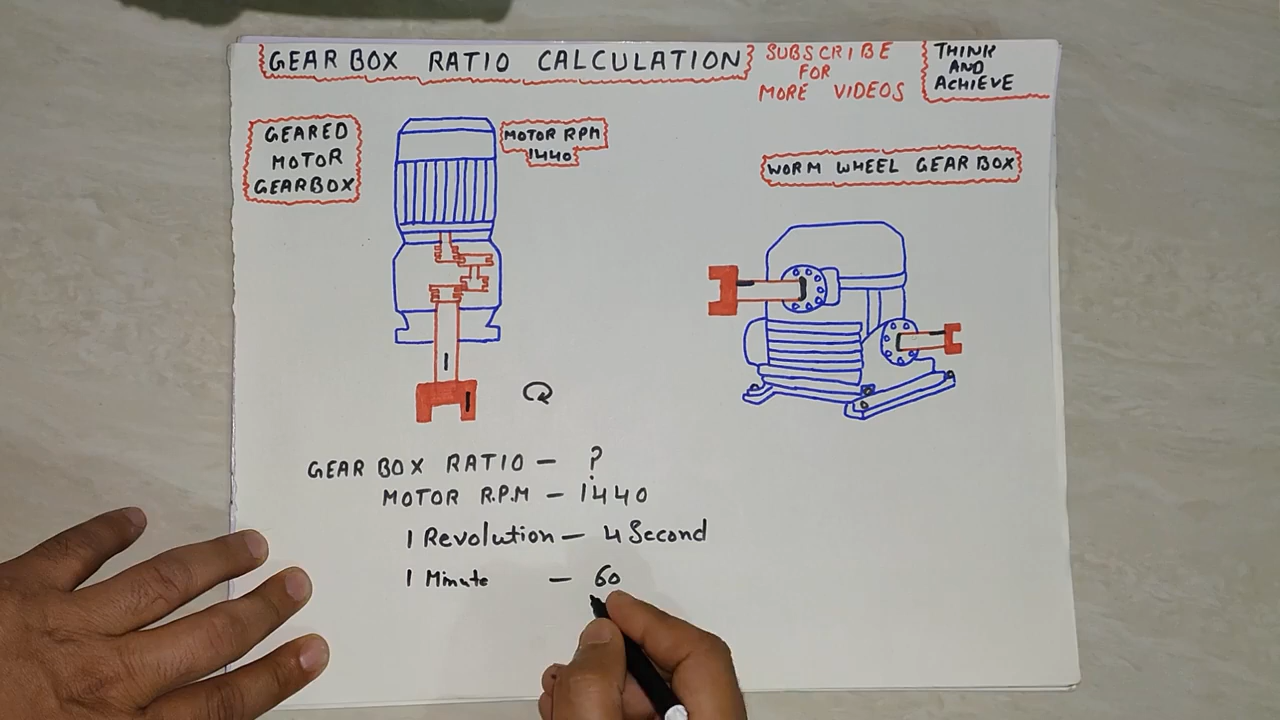 GEAR BOX RATIO CALCULATION
SUBSCRIBE
FOR
MORE VIDEOS
THINK
AND
ACHIEVE
GEARED
MOTOR
GEARBOX
MOTOR RPM
1440
WORM WHEEL GEAR BOX
GEAR BOX RATIO - ?
MOTOR R.P.M - 1440
1 Revolution - 4 Second
1 Minute - 60